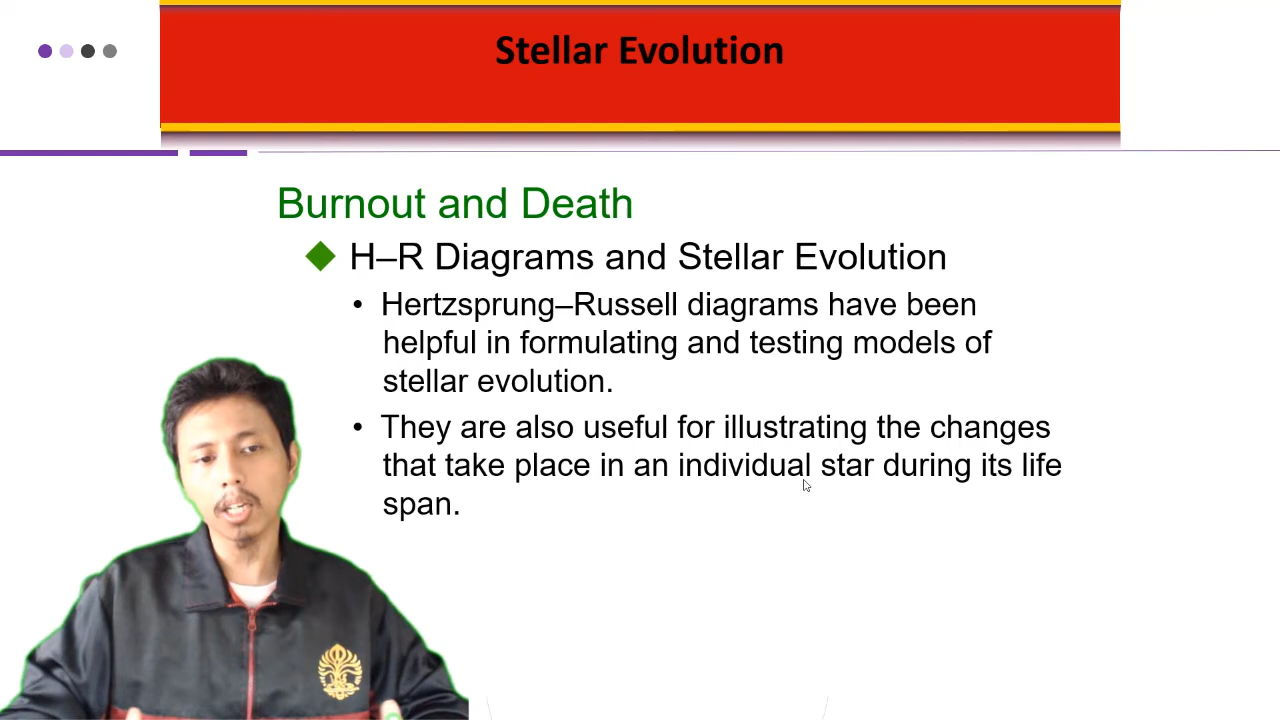 Stellar Evolution
Burnout and Death
H–R Diagrams and Stellar Evolution
• Hertzsprung–Russell diagrams have been
helpful in formulating and testing models of
stellar evolution.
• They are also useful for illustrating the changes
that take place in an individual star during its life
span.